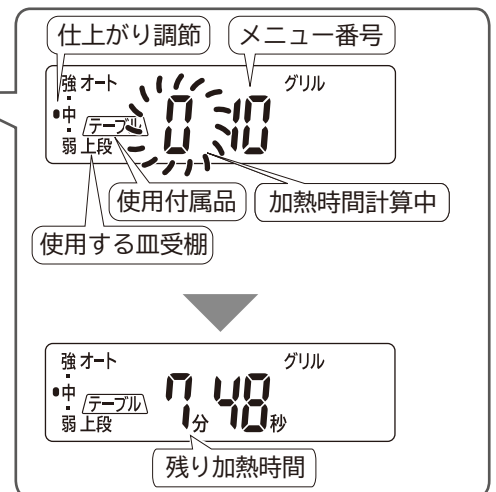 仕上がり調節 メニュー番号
強 オート グリル
中 テーブル 0 10
弱 上段
使用付属品 加熱時間計算中
使用する皿受棚
強 オート グリル
中 テーブル 7分 48秒
弱 上段
残り加熱時間